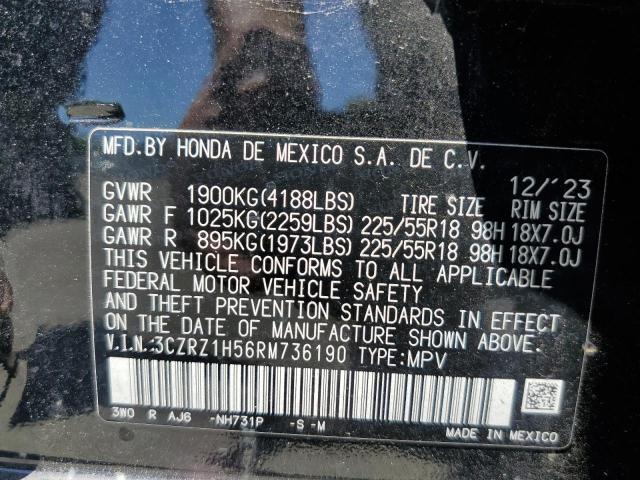 MFD.BY HONDA DE MEXICO S.A. DE C.V.
12/'23
GVWR 1900KG(4188LBS) TIRE SIZE RIM SIZE
GAWR F 1025KG(2259LBS) 225/55R18 98H 18X7.0J
GAWR R 895KG(1973LBS) 225/55R18 98H 18X7.0J
THIS VEHICLE CONFORMS TO ALL APPLICABLE
FEDERAL MOTOR VEHICLE SAFETY
AND THEFT PREVENTION STANDARDS IN EFFECT ON THE
DATE OF MANUFACTURE SHOWN ABOVE.
V.I.N.:3CZRZ1H56RM736190 TYPE:MPV
3W0 R AJ6 -NH731P -S -M
MADE IN MEXICO